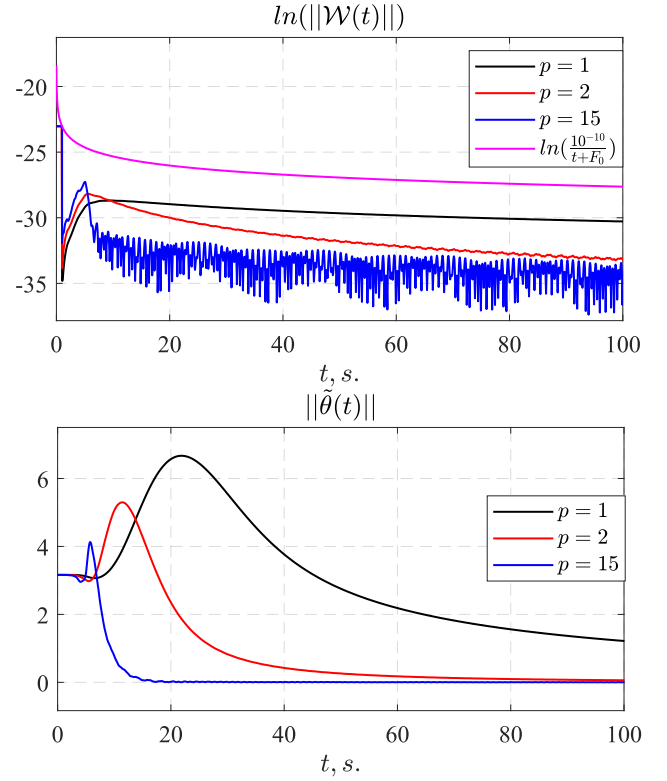 ln(||𝒲(t)||)
-20
-25
-30
-35
0 20 40 60 80 100
t, s.
p = 1
p = 2
p = 15
ln(10^{-10}/(t+F_0))
||θ̃(t)||
6
4
2
0
0 20 40 60 80 100
t, s.
p = 1
p = 2
p = 15